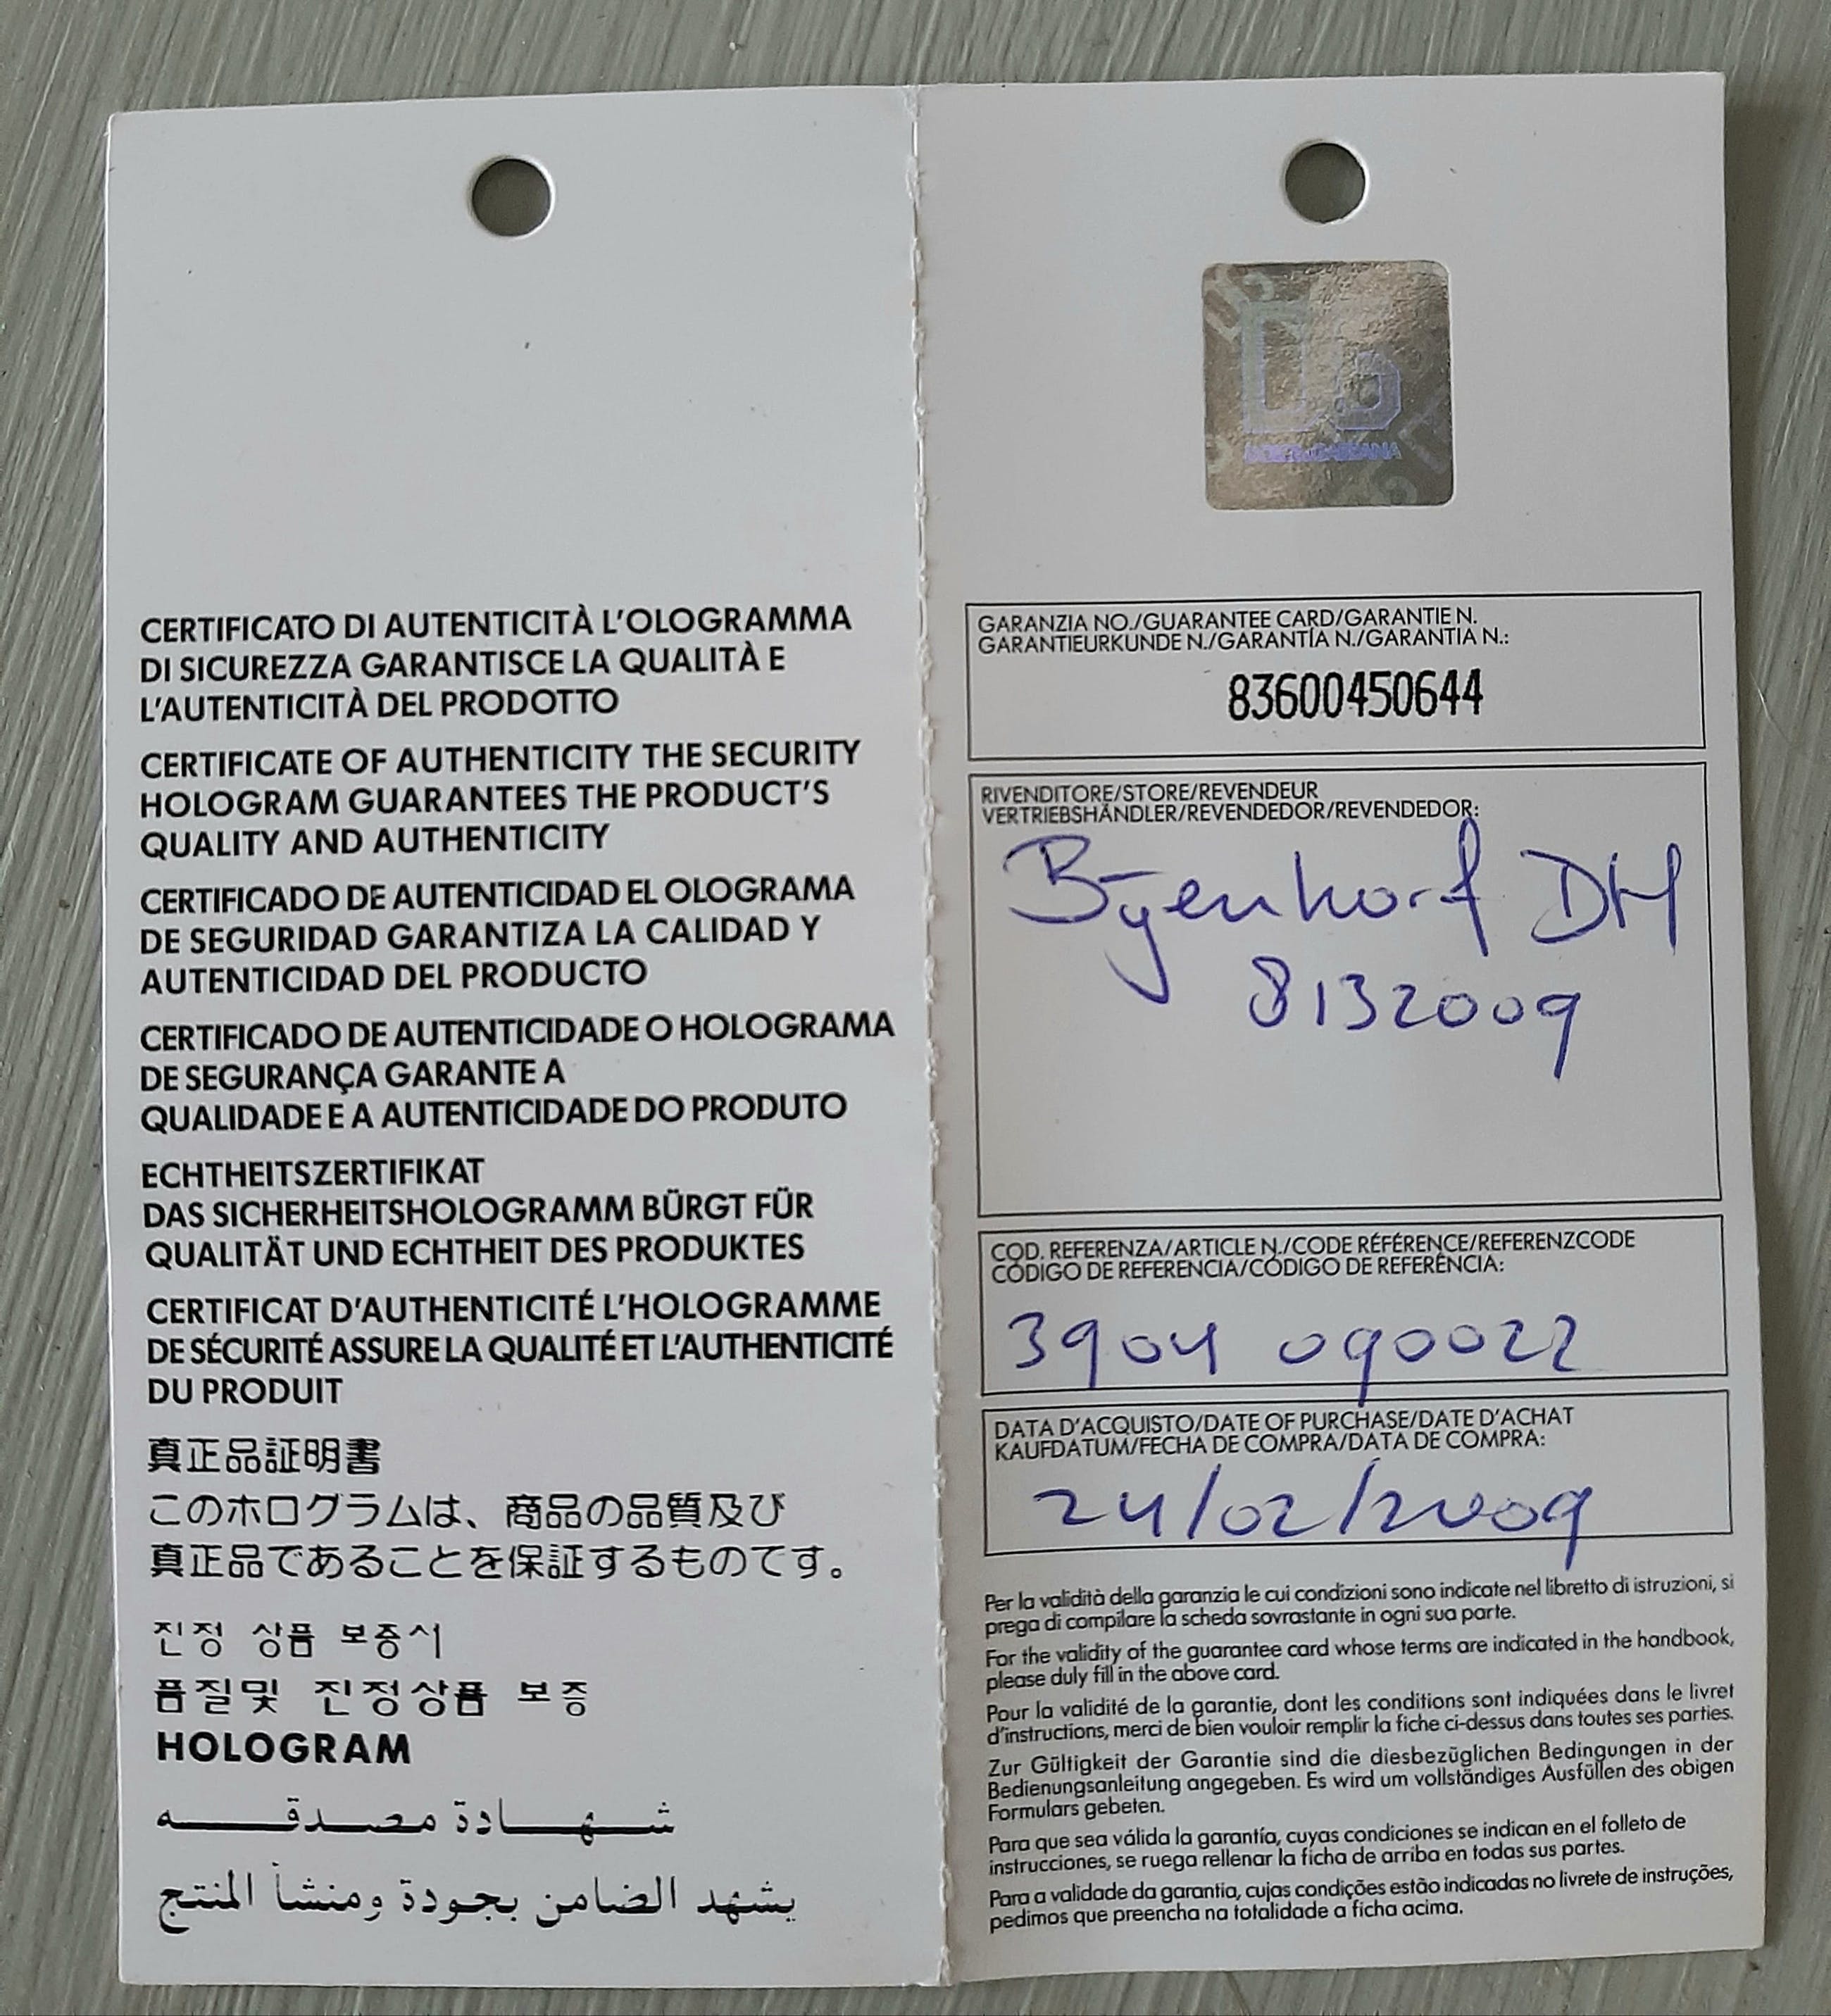 CERTIFICATO DI AUTENTICITÀ L'OLOGRAMMA
DI SICUREZZA GARANTISCE LA QUALITÀ E
L'AUTENTICITÀ DEL PRODOTTO
CERTIFICATE OF AUTHENTICITY THE SECURITY
HOLOGRAM GUARANTEES THE PRODUCT'S
QUALITY AND AUTHENTICITY
CERTIFICADO DE AUTENTICIDAD EL OLOGRAMA
DE SEGURIDAD GARANTIZA LA CALIDAD Y
AUTENTICIDAD DEL PRODUCTO
CERTIFICADO DE AUTENTICIDADE O HOLOGRAMA
DE SEGURANÇA GARANTE A
QUALIDADE E A AUTENTICIDADE DO PRODUTO
ECHTHEITSZERTIFIKAT
DAS SICHERHEITSHOLOGRAMM BÜRGT FÜR
QUALITÄT UND ECHTHEIT DES PRODUKTES
CERTIFICAT D'AUTHENTICITÉ L'HOLOGRAMME
DE SÉCURITÉ ASSURE LA QUALITÉ ET L'AUTHENTICITÉ
DU PRODUIT
真正品証明書
このホログラムは、商品の品質及び
真正品であることを保証するものです。
진정 상품 보증서
품질및 진정상품 보증
HOLOGRAM
شهادة مصدقه
يشهد الضامن بجودة ومنشأ المنتج
DG
DOLCE & GABBANA
GARANZIA NO./GUARANTEE CARD/GARANTIE N.
GARANTIEURKUNDE N./GARANTÍA N./GARANTIA N.:
83600450644
RIVENDITORE/STORE/REVENDEUR
VERTRIEBSHÄNDLER/REVENDEDOR/REVENDEDOR:
Bijenkorf DH
8132009
COD. REFERENZA/ARTICLE N./CODE RÉFÉRENCE/REFERENZCODE
CÓDIGO DE REFERENCIA/CÓDIGO DE REFERÊNCIA:
3904 090022
DATA D'ACQUISTO/DATE OF PURCHASE/DATE D'ACHAT
KAUFDATUM/FECHA DE COMPRA/DATA DE COMPRA:
24/02/2009
Per la validità della garanzia le cui condizioni sono indicate nel libretto di istruzioni, si
prega di compilare la scheda sovrastante in ogni sua parte.
For the validity of the guarantee card whose terms are indicated in the handbook,
please duly fill in the above card.
Pour la validité de la garantie, dont les conditions sont indiquées dans le livret
d'instructions, merci de bien vouloir remplir la fiche ci-dessus dans toutes ses parties.
Zur Gültigkeit der Garantie sind die diesbezüglichen Bedingungen in der
Bedienungsanleitung angegeben. Es wird um vollständiges Ausfüllen des obigen
Formulars gebeten.
Para que sea válida la garantía, cuyas condiciones se indican en el folleto de
instrucciones, se ruega rellenar la ficha de arriba en todas sus partes.
Para a validade da garantia, cujas condições estão indicadas no livrete de instruções,
pedimos que preencha na totalidade a ficha acima.